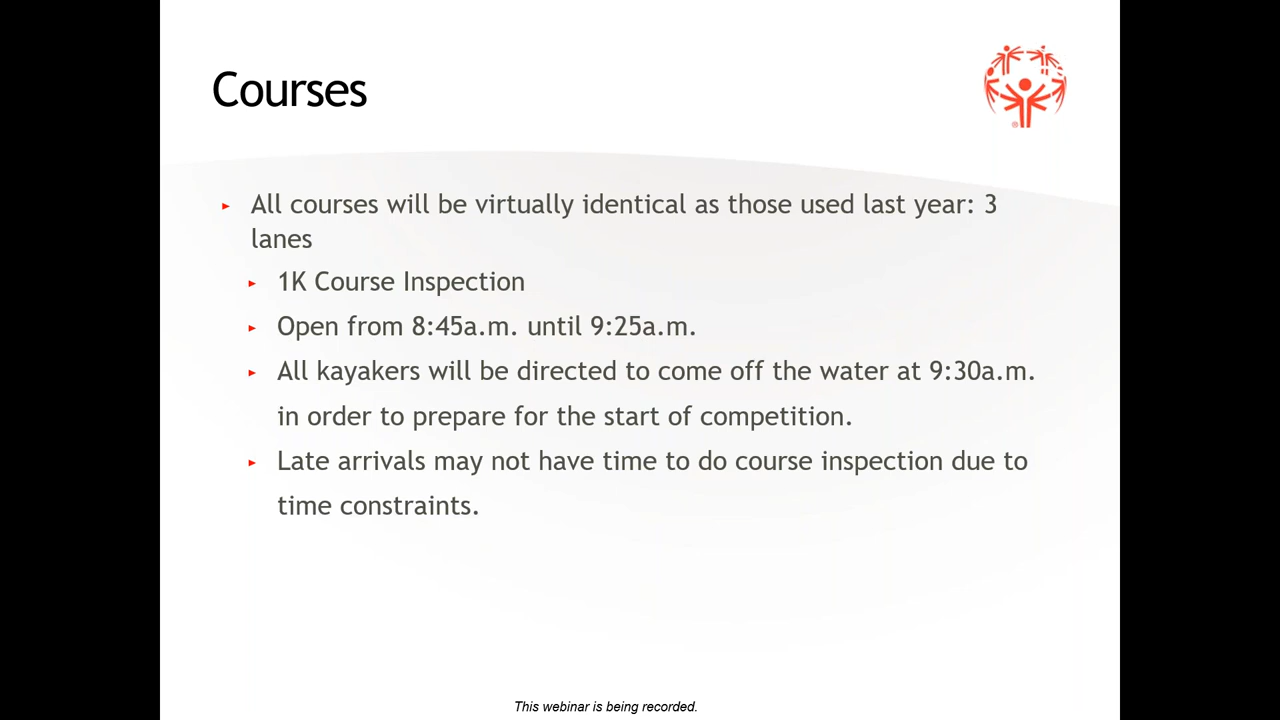 Courses
All courses will be virtually identical as those used last year: 3
lanes
1K Course Inspection
Open from 8:45a.m. until 9:25a.m.
All kayakers will be directed to come off the water at 9:30a.m.
in order to prepare for the start of competition.
Late arrivals may not have time to do course inspection due to
time constraints.
This webinar is being recorded.